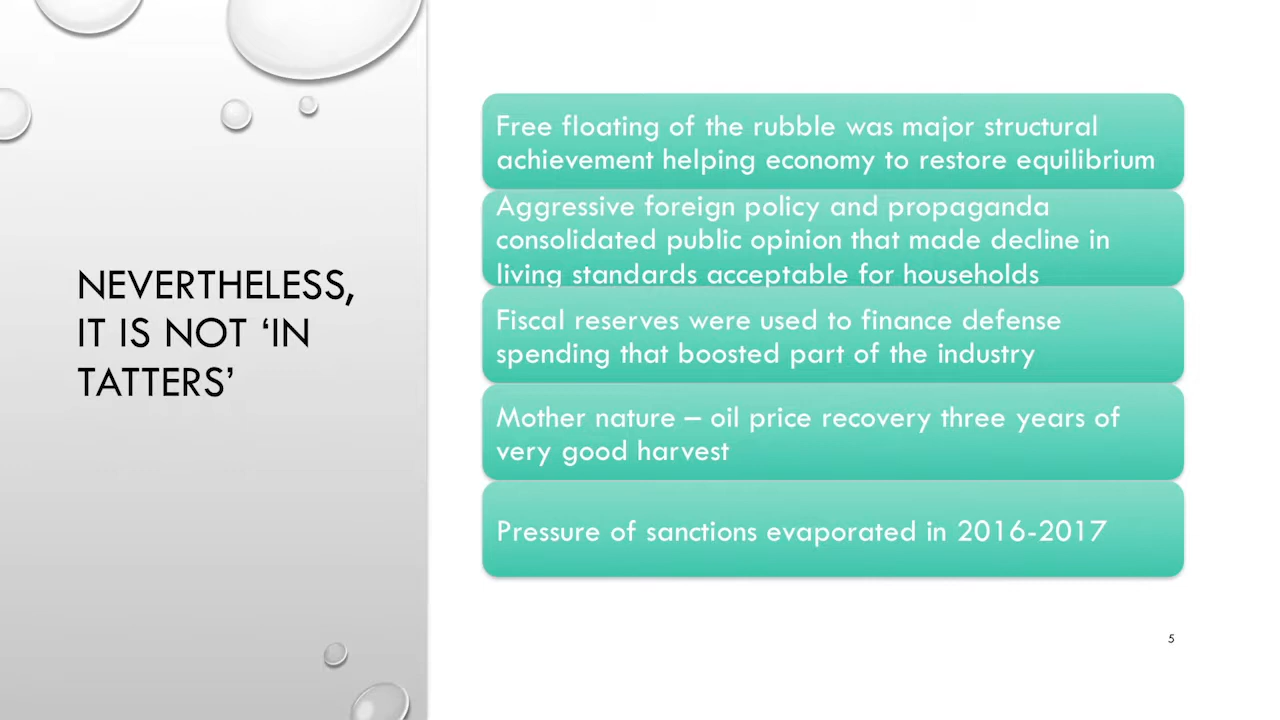 NEVERTHELESS,
IT IS NOT ‘IN
TATTERS’
Free floating of the rubble was major structural
achievement helping economy to restore equilibrium
Aggressive foreign policy and propaganda
consolidated public opinion that made decline in
living standards acceptable for households
Fiscal reserves were used to finance defense
spending that boosted part of the industry
Mother nature – oil price recovery three years of
very good harvest
Pressure of sanctions evaporated in 2016-2017
5